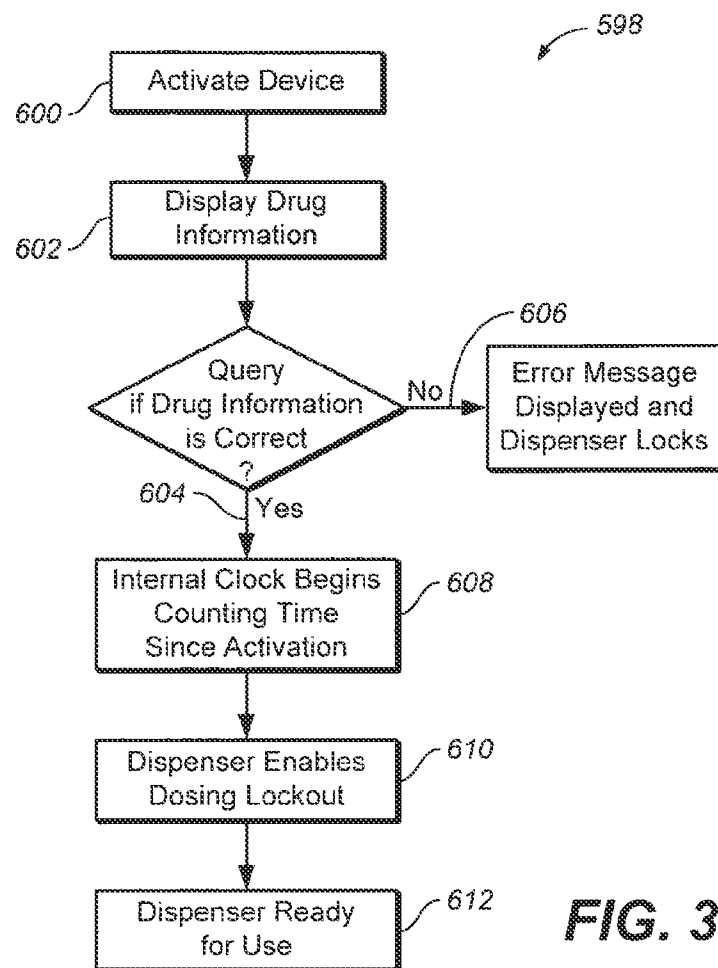 598
Activate Device
600
Display Drug
Information
602
606
Query
if Drug Information
is Correct
?
No
Error Message
Displayed and
Dispenser Locks
604
Yes
Internal Clock Begins
Counting Time
Since Activation
608
Dispenser Enables
Dosing Lockout
610
Dispenser Ready
for Use
612
FIG. 3